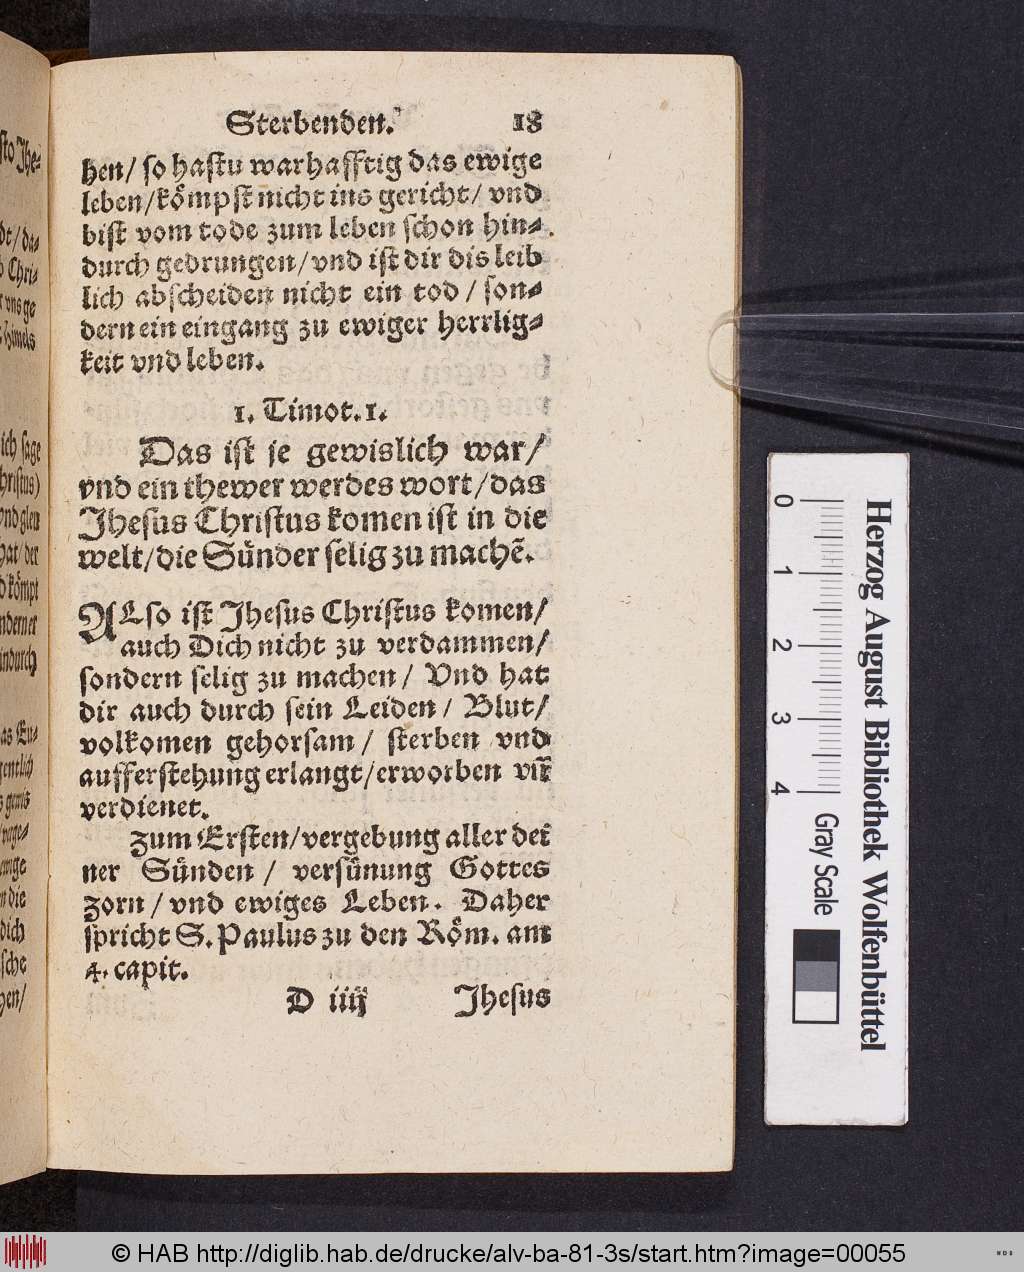 Sterbenden. 18
hen/ so hastu warhafftig das ewige
leben/kömpst nicht ins gericht/ vnd
bist vom tode zum leben schon hin⸗
durch gedrungen/vnd ist dir dis leib
lich abscheiden nicht ein tod/ son⸗
dern ein eingang zu ewiger herrlig⸗
keit vnd leben.
1. Timot. 1.
Das ist je gewislich war/
vnd ein thewer werdes wort/das
Jhesus Christus komen ist in die
welt/die Sünder selig zu machẽ.
ALso ist Jhesus Christus komen/
auch Dich nicht zu verdammen/
sondern selig zu machen/ Vnd hat
dir auch durch sein Leiden/ Blut/
volkomen gehorsam/ sterben vnd
aufferstehung erlangt/erworben vñ
verdienet.
Zum Ersten/vergebung aller dei
ner Sünden/ versünung Gottes
Zorn/ vnd ewiges Leben. Daher
spricht S. Paulus zu den Röm. am
4. capit.
D iiij Jhesus
0 1 2 3 4 Gray Scale
Herzog August Bibliothek Wolfenbüttel
© HAB http://diglib.hab.de/drucke/alv-ba-81-3s/start.htm?image=00055